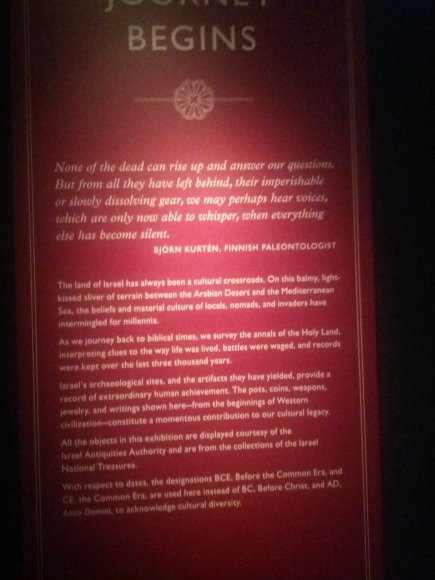 JOURNEY
BEGINS
None of the dead can rise up and answer our questions.
But from all they have left behind, their imperishable
or slowly dissolving gear, we may perhaps hear voices,
which are only now able to whisper, when everything
else has become silent.
BJÖRN KURTÉN, FINNISH PALEONTOLOGIST
The land of Israel has always been a cultural crossroads. On this balmy, light-
kissed sliver of terrain between the Arabian Desert and the Mediterranean
Sea, the beliefs and material culture of locals, nomads, and invaders have
intermingled for millennia.
As we journey back to biblical times, we survey the annals of the Holy Land,
interpreting clues to the way life was lived, battles were waged, and records
were kept over the last three thousand years.
Israel's archaeological sites, and the artifacts they have yielded, provide a
record of extraordinary human achievement. The pots, coins, weapons,
jewelry, and writings shown here—from the beginnings of Western
civilization—constitute a momentous contribution to our cultural legacy.
All the objects in this exhibition are displayed courtesy of the
Israel Antiquities Authority and are from the collections of the Israel
National Treasures.
With respect to dates, the designations BCE, Before the Common Era, and
CE, the Common Era, are used here instead of BC, Before Christ, and AD,
Anno Domini, to acknowledge cultural diversity.